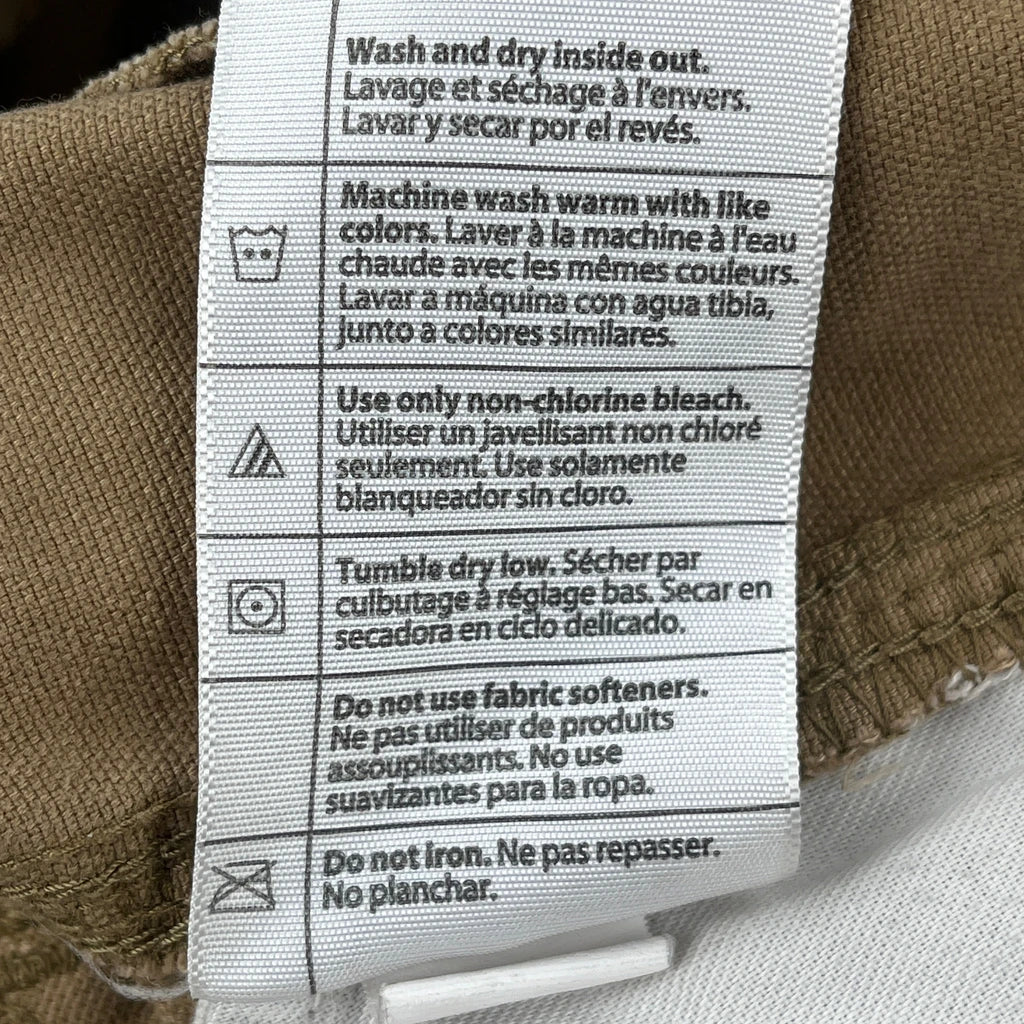 Wash and dry inside out.
Lavage et séchage à l'envers.
Lavar y secar por el revés.
Machine wash warm with like
colors. Laver à la machine à l'eau
chaude avec les mêmes couleurs.
Lavar a máquina con agua tibia,
junto a colores similares.
Use only non-chlorine bleach.
Utiliser un javellisant non chloré
seulement. Use solamente
blanqueador sin cloro.
Tumble dry low. Sécher par
culbutage à réglage bas. Secar en
secadora en ciclo delicado.
Do not use fabric softeners.
Ne pas utiliser de produits
assouplissants. No use
suavizantes para la ropa.
Do not iron. Ne pas repasser.
No planchar.